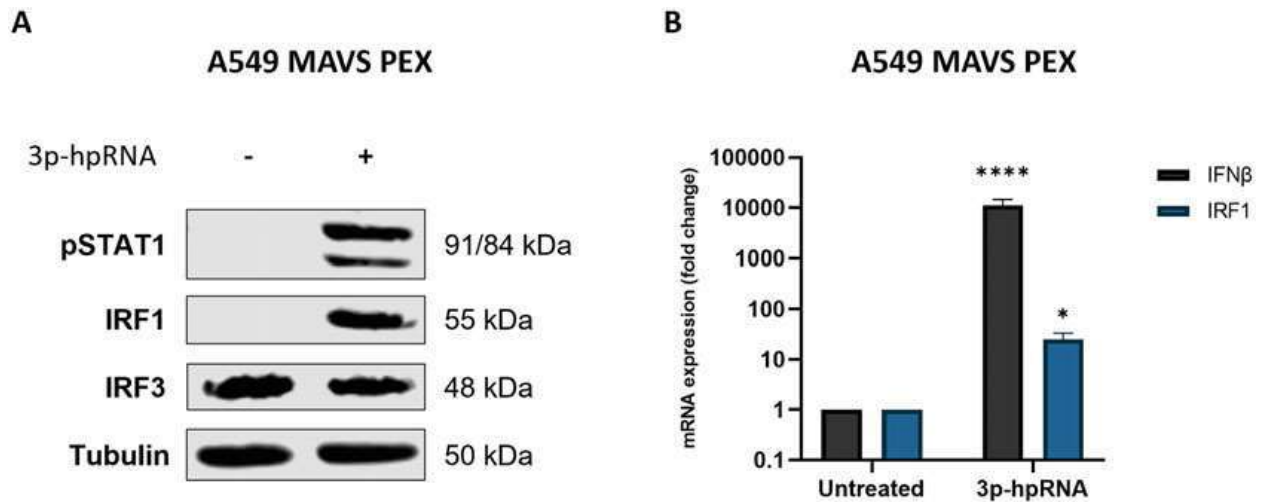 A
A549 MAVS PEX
3p-hpRNA - +
pSTAT1 91/84 kDa
IRF1 55 kDa
IRF3 48 kDa
Tubulin 50 kDa
B
A549 MAVS PEX
mRNA expression (fold change)
100000
10000
1000
100
10
1
0.1
****
*
Untreated 3p-hpRNA
IFNβ
IRF1